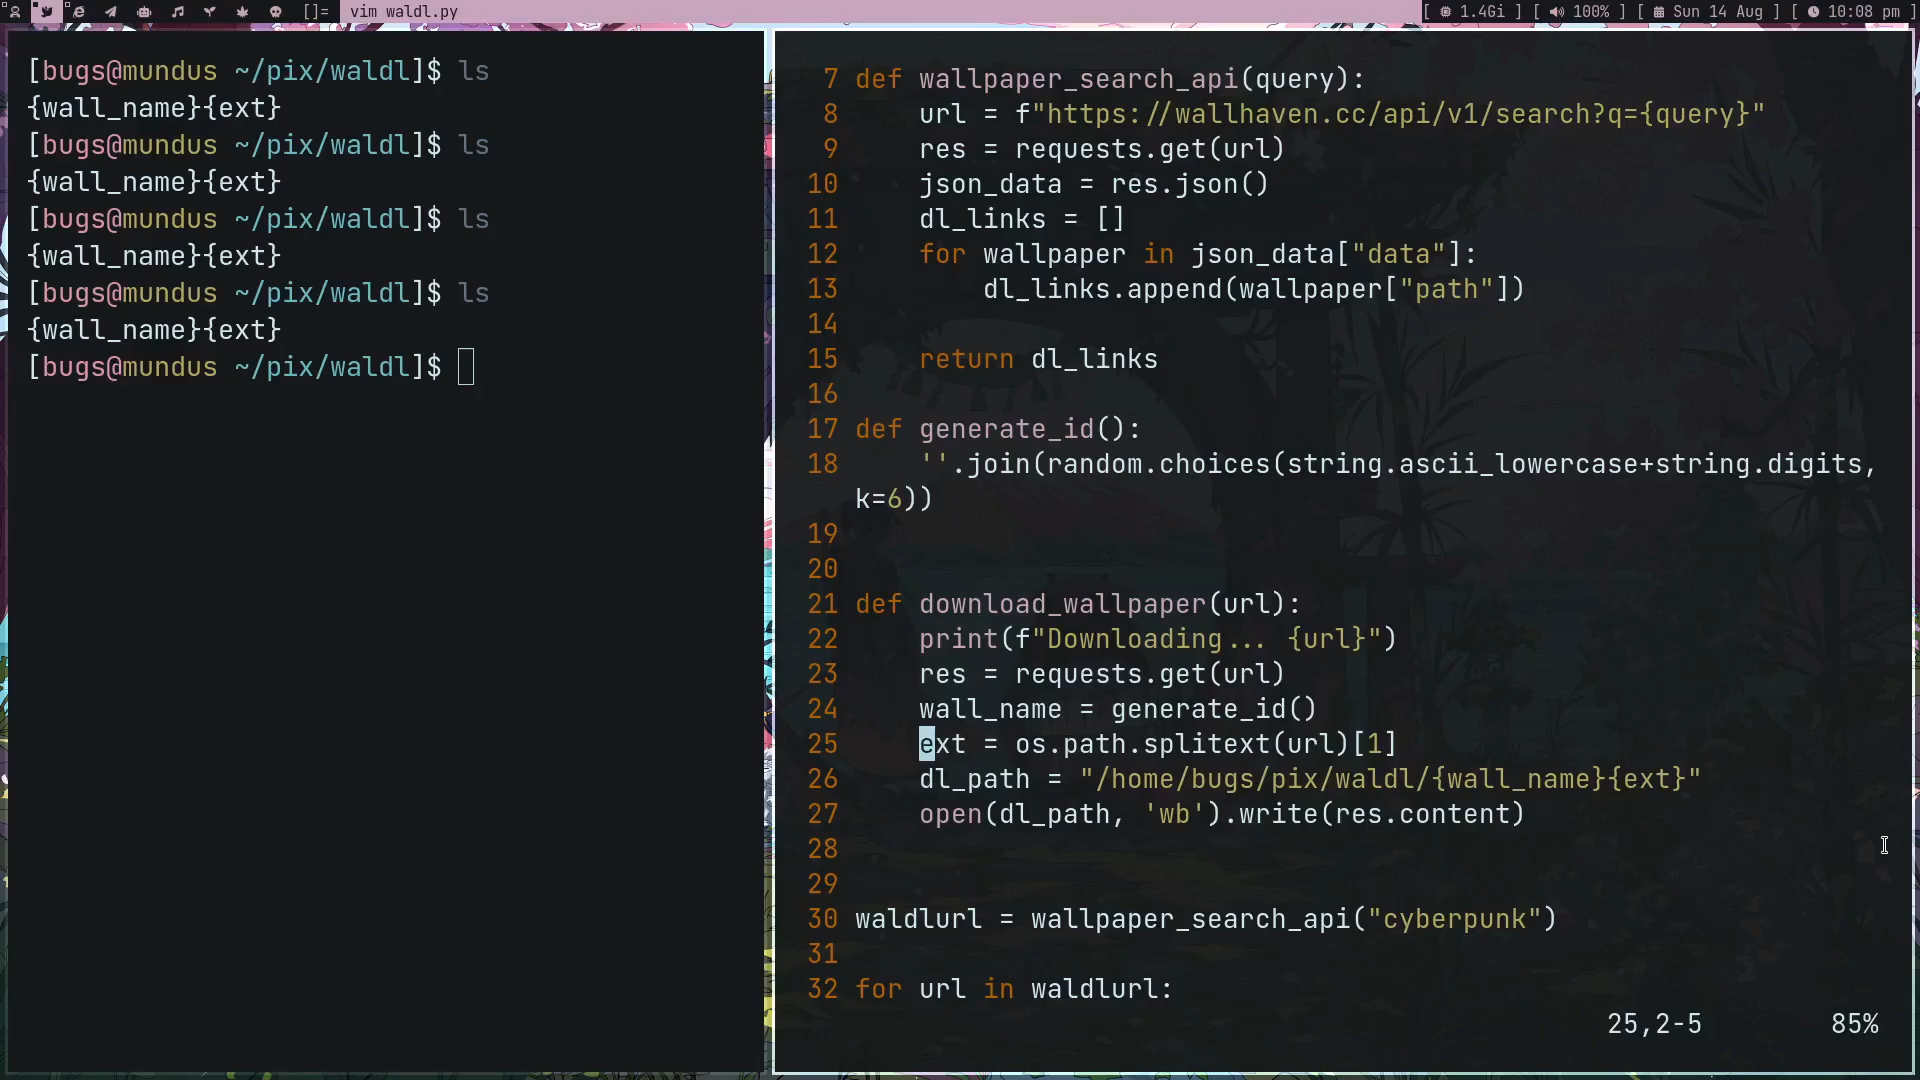 []= vim waldl.py [ 1.4Gi ] [ 100% ] [ Sun 14 Aug ] [ 10:08 pm ]
[bugs@mundus ~/pix/waldl]$ ls
{wall_name}{ext}
[bugs@mundus ~/pix/waldl]$ ls
{wall_name}{ext}
[bugs@mundus ~/pix/waldl]$ ls
{wall_name}{ext}
[bugs@mundus ~/pix/waldl]$ ls
{wall_name}{ext}
[bugs@mundus ~/pix/waldl]$
7 def wallpaper_search_api(query):
8     url = f"https://wallhaven.cc/api/v1/search?q={query}"
9     res = requests.get(url)
10     json_data = res.json()
11     dl_links = []
12     for wallpaper in json_data["data"]:
13         dl_links.append(wallpaper["path"])
14
15     return dl_links
16
17 def generate_id():
18     ''.join(random.choices(string.ascii_lowercase+string.digits,
k=6))
19
20
21 def download_wallpaper(url):
22     print(f"Downloading... {url}")
23     res = requests.get(url)
24     wall_name = generate_id()
25     ext = os.path.splitext(url)[1]
26     dl_path = "/home/bugs/pix/waldl/{wall_name}{ext}"
27     open(dl_path, 'wb').write(res.content)
28
29
30 waldlurl = wallpaper_search_api("cyberpunk")
31
32 for url in waldlurl:
25,2-5 85%